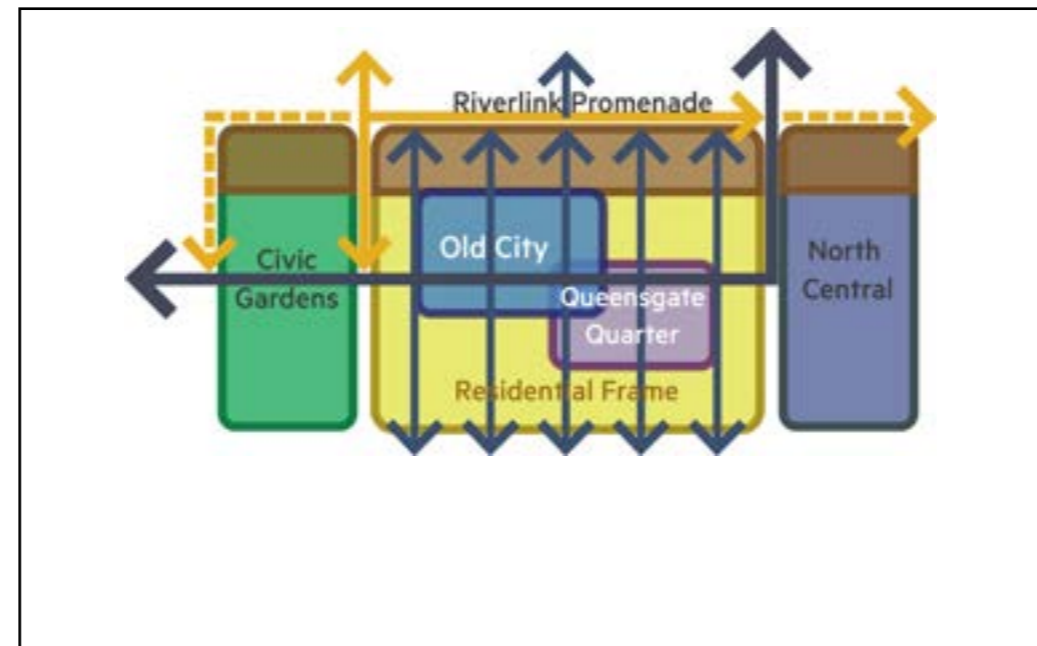 Riverlink Promenade
Old City
Civic
Gardens
North
Central
Queensgate
Quarter
Residential Frame